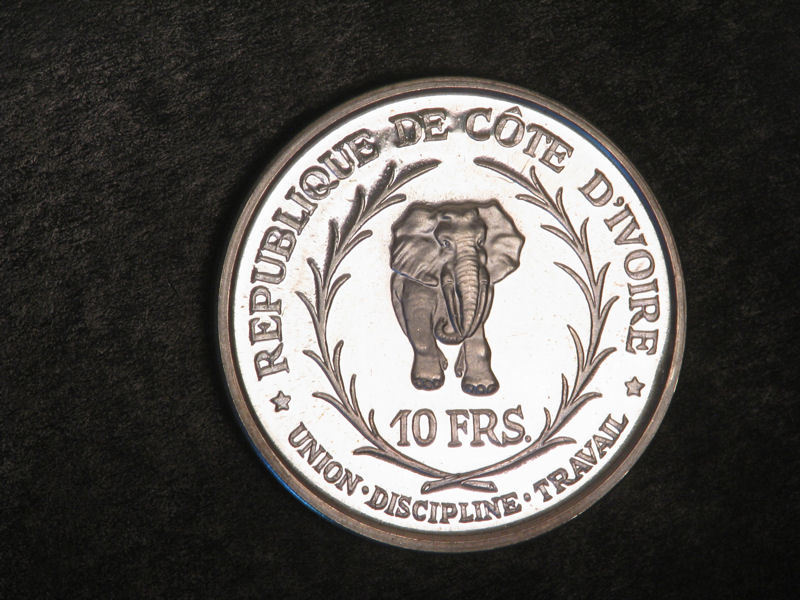 REPUBLIQUE DE CÔTE D'IVOIRE
10 FRS.
UNION · DISCIPLINE · TRAVAIL